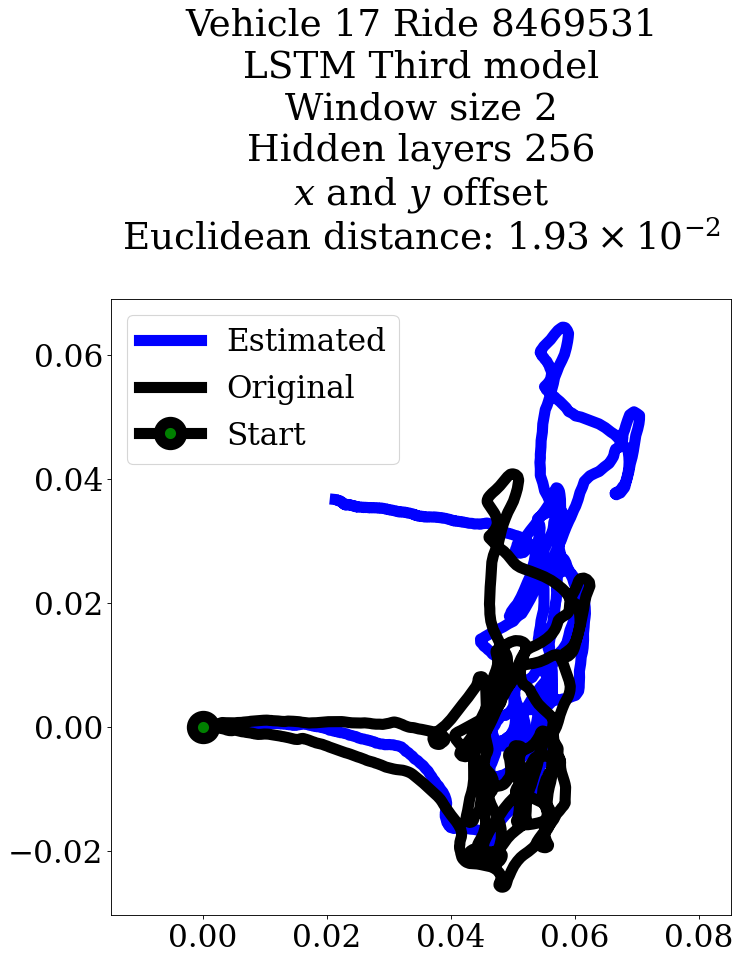 Vehicle 17 Ride 8469531
LSTM Third model
Window size 2
Hidden layers 256
x and y offset
Euclidean distance: 1.93 × 10⁻²
Estimated
Original
Start
0.06
0.04
0.02
0.00
−0.02
0.00 0.02 0.04 0.06 0.08